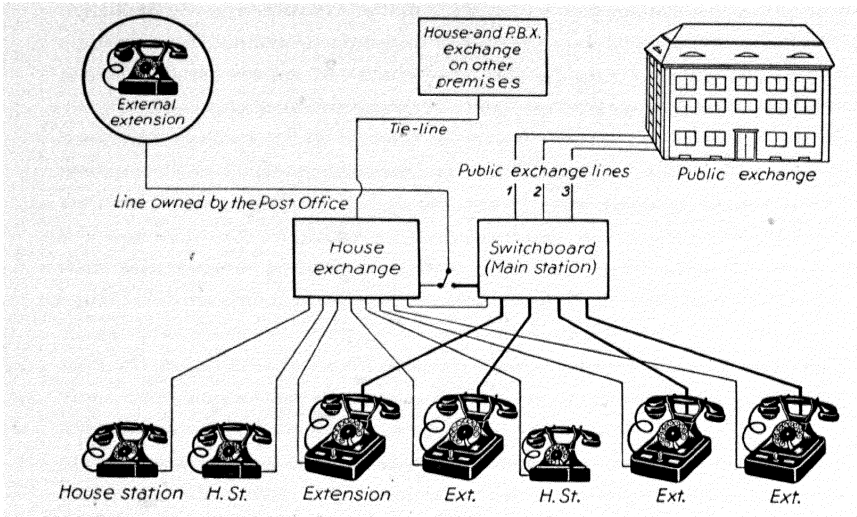 External
extension
House-and P.B.X.
exchange
on other
premises
Tie-line
Public exchange lines
1 2 3
Public exchange
Line owned by the Post Office
House
exchange
Switchboard
(Main station)
House station
H. St.
Extension
Ext.
H. St.
Ext.
Ext.